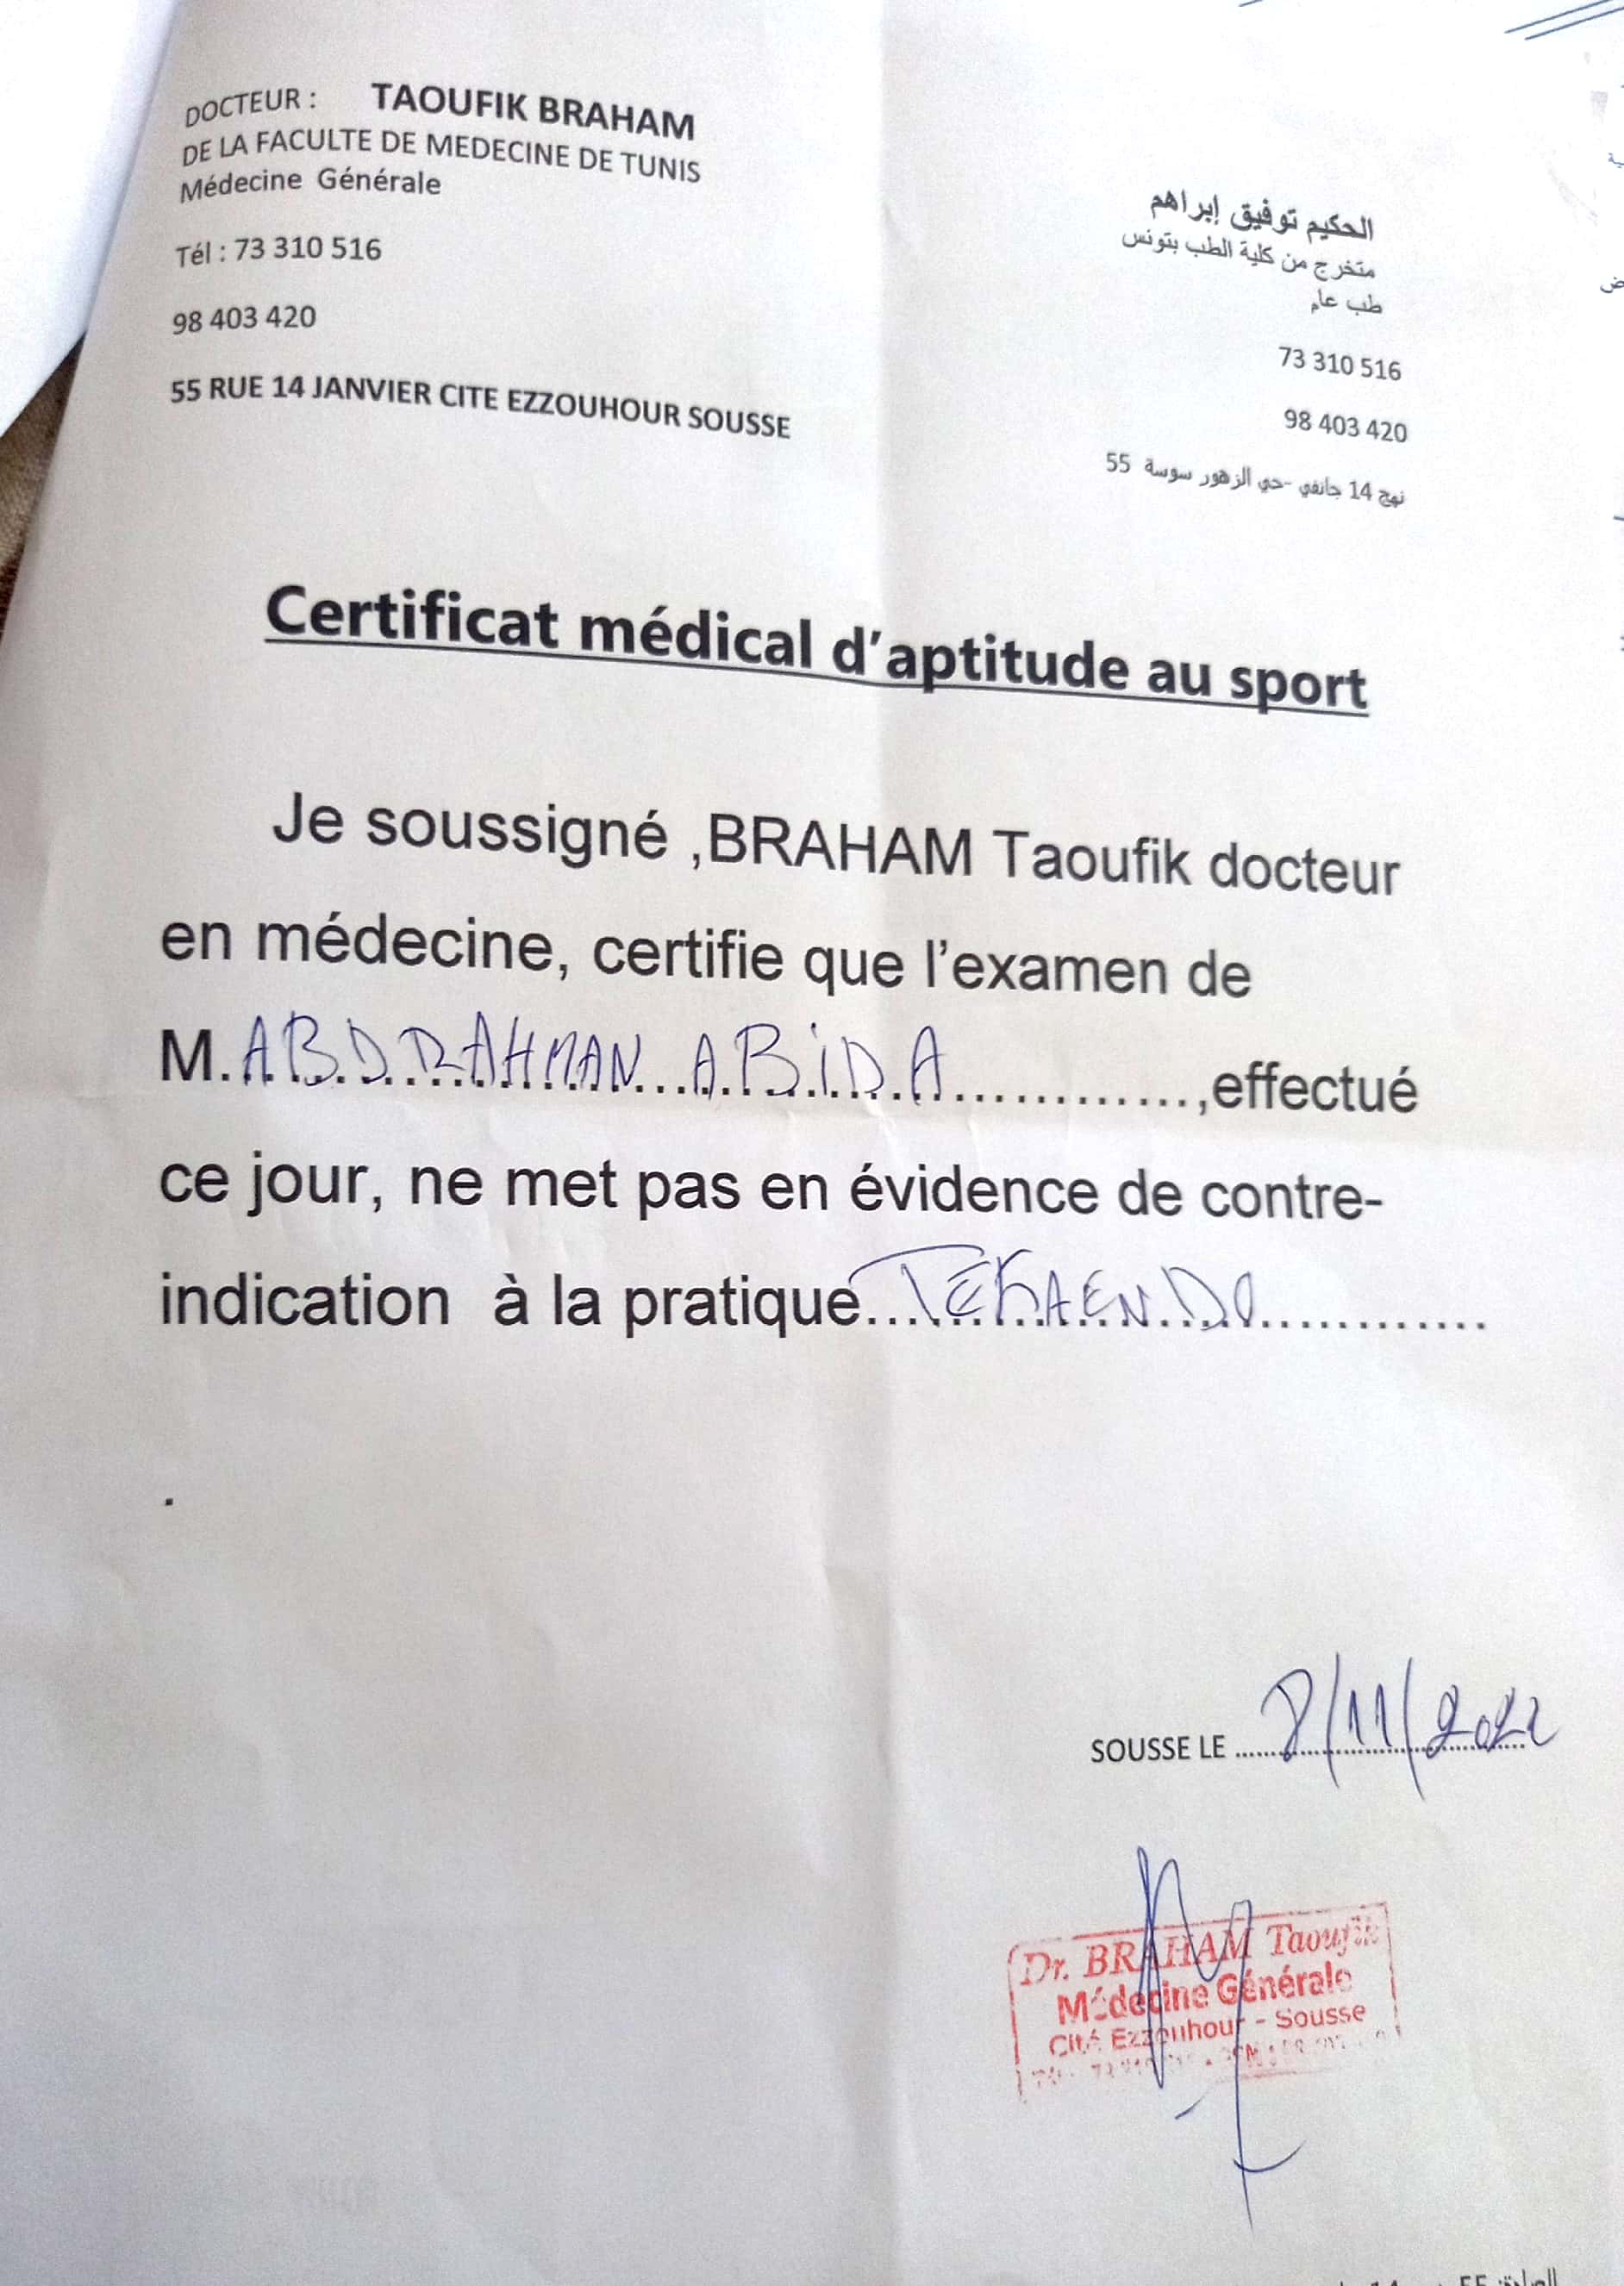 DOCTEUR : TAOUFIK BRAHAM
DE LA FACULTE DE MEDECINE DE TUNIS
Médecine Générale
Tél : 73 310 516
98 403 420
55 RUE 14 JANVIER CITE EZZOUHOUR SOUSSE
الحكيم توفيق إبراهم
متخرج من كلية الطب بتونس
طب عام
73 310 516
98 403 420
55 نهج 14 جانفي -حي الزهور سوسة
Certificat médical d'aptitude au sport
Je soussigné ,BRAHAM Taoufik docteur
en médecine, certifie que l'examen de
M. ABDRAHMAN ABiDA ,effectué
ce jour, ne met pas en évidence de contre-
indication à la pratique TEKAENDO
.
SOUSSE LE 8/11/2022
Dr. BRAHAM Taoufik
Médecine Générale
Cité Ezzouhour - Sousse